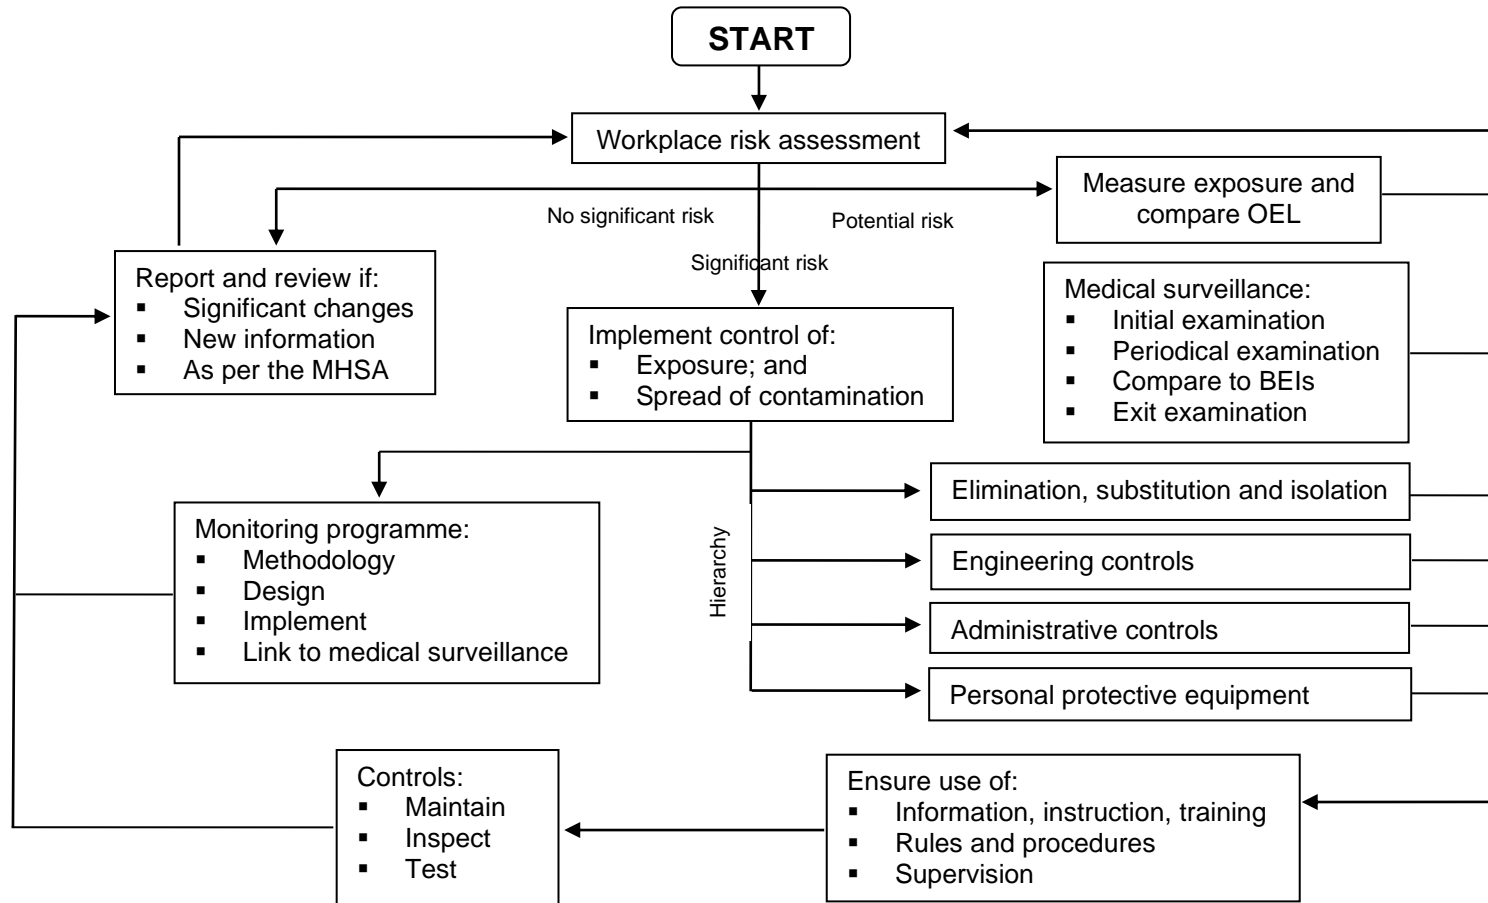 START
Workplace risk assessment
Measure exposure and
compare OEL
No significant risk
Potential risk
Significant risk
Report and review if:
▪ Significant changes
▪ New information
▪ As per the MHSA
Implement control of:
▪ Exposure; and
▪ Spread of contamination
Medical surveillance:
▪ Initial examination
▪ Periodical examination
▪ Compare to BEIs
▪ Exit examination
Monitoring programme:
▪ Methodology
▪ Design
▪ Implement
▪ Link to medical surveillance
Hierarchy
Elimination, substitution and isolation
Engineering controls
Administrative controls
Personal protective equipment
Controls:
▪ Maintain
▪ Inspect
▪ Test
Ensure use of:
▪ Information, instruction, training
▪ Rules and procedures
▪ Supervision